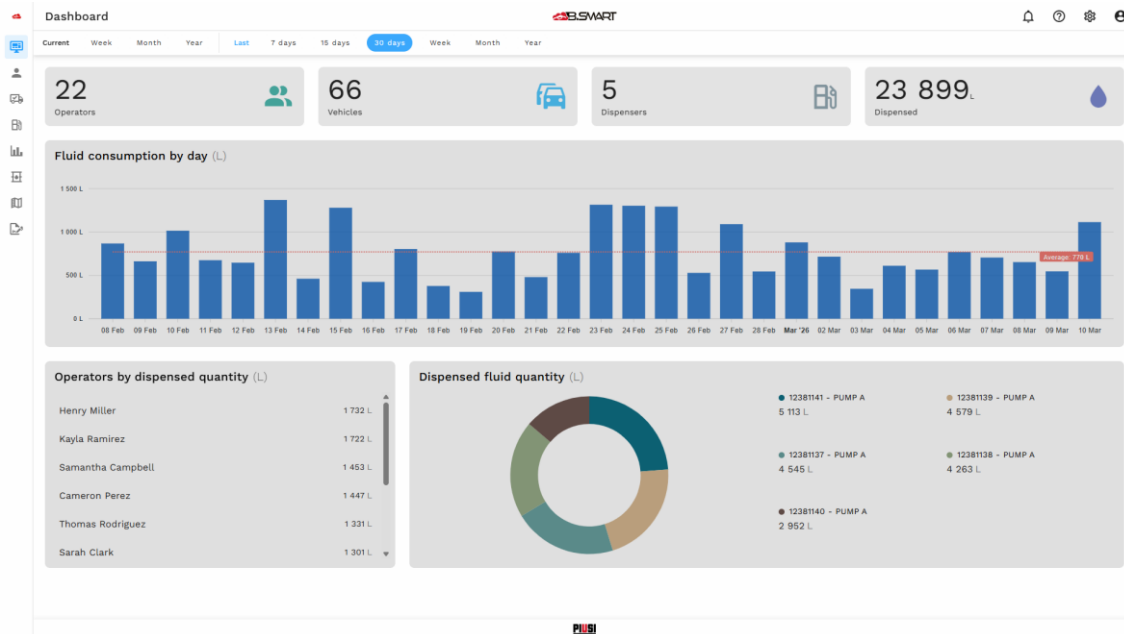 Dashboard
B.SMART
Current Week Month Year Last 7 days 15 days 30 days Week Month Year
22
Operators
66
Vehicles
5
Dispensers
23 899 L
Dispensed
Fluid consumption by day (L)
1 500 L
1 000 L
500 L
0 L
Average: 770 L
08 Feb 09 Feb 10 Feb 11 Feb 12 Feb 13 Feb 14 Feb 15 Feb 16 Feb 17 Feb 18 Feb 19 Feb 20 Feb 21 Feb 22 Feb 23 Feb 24 Feb 25 Feb 26 Feb 27 Feb 28 Feb Mar '26 02 Mar 03 Mar 04 Mar 05 Mar 06 Mar 07 Mar 08 Mar 09 Mar 10 Mar
Operators by dispensed quantity (L)
Henry Miller 1 732 L
Kayla Ramirez 1 722 L
Samantha Campbell 1 453 L
Cameron Perez 1 447 L
Thomas Rodriguez 1 331 L
Sarah Clark 1 301 L
Dispensed fluid quantity (L)
12381141 - PUMP A
5 113 L
12381139 - PUMP A
4 579 L
12381137 - PUMP A
4 545 L
12381138 - PUMP A
4 263 L
12381140 - PUMP A
2 952 L
PIUSI